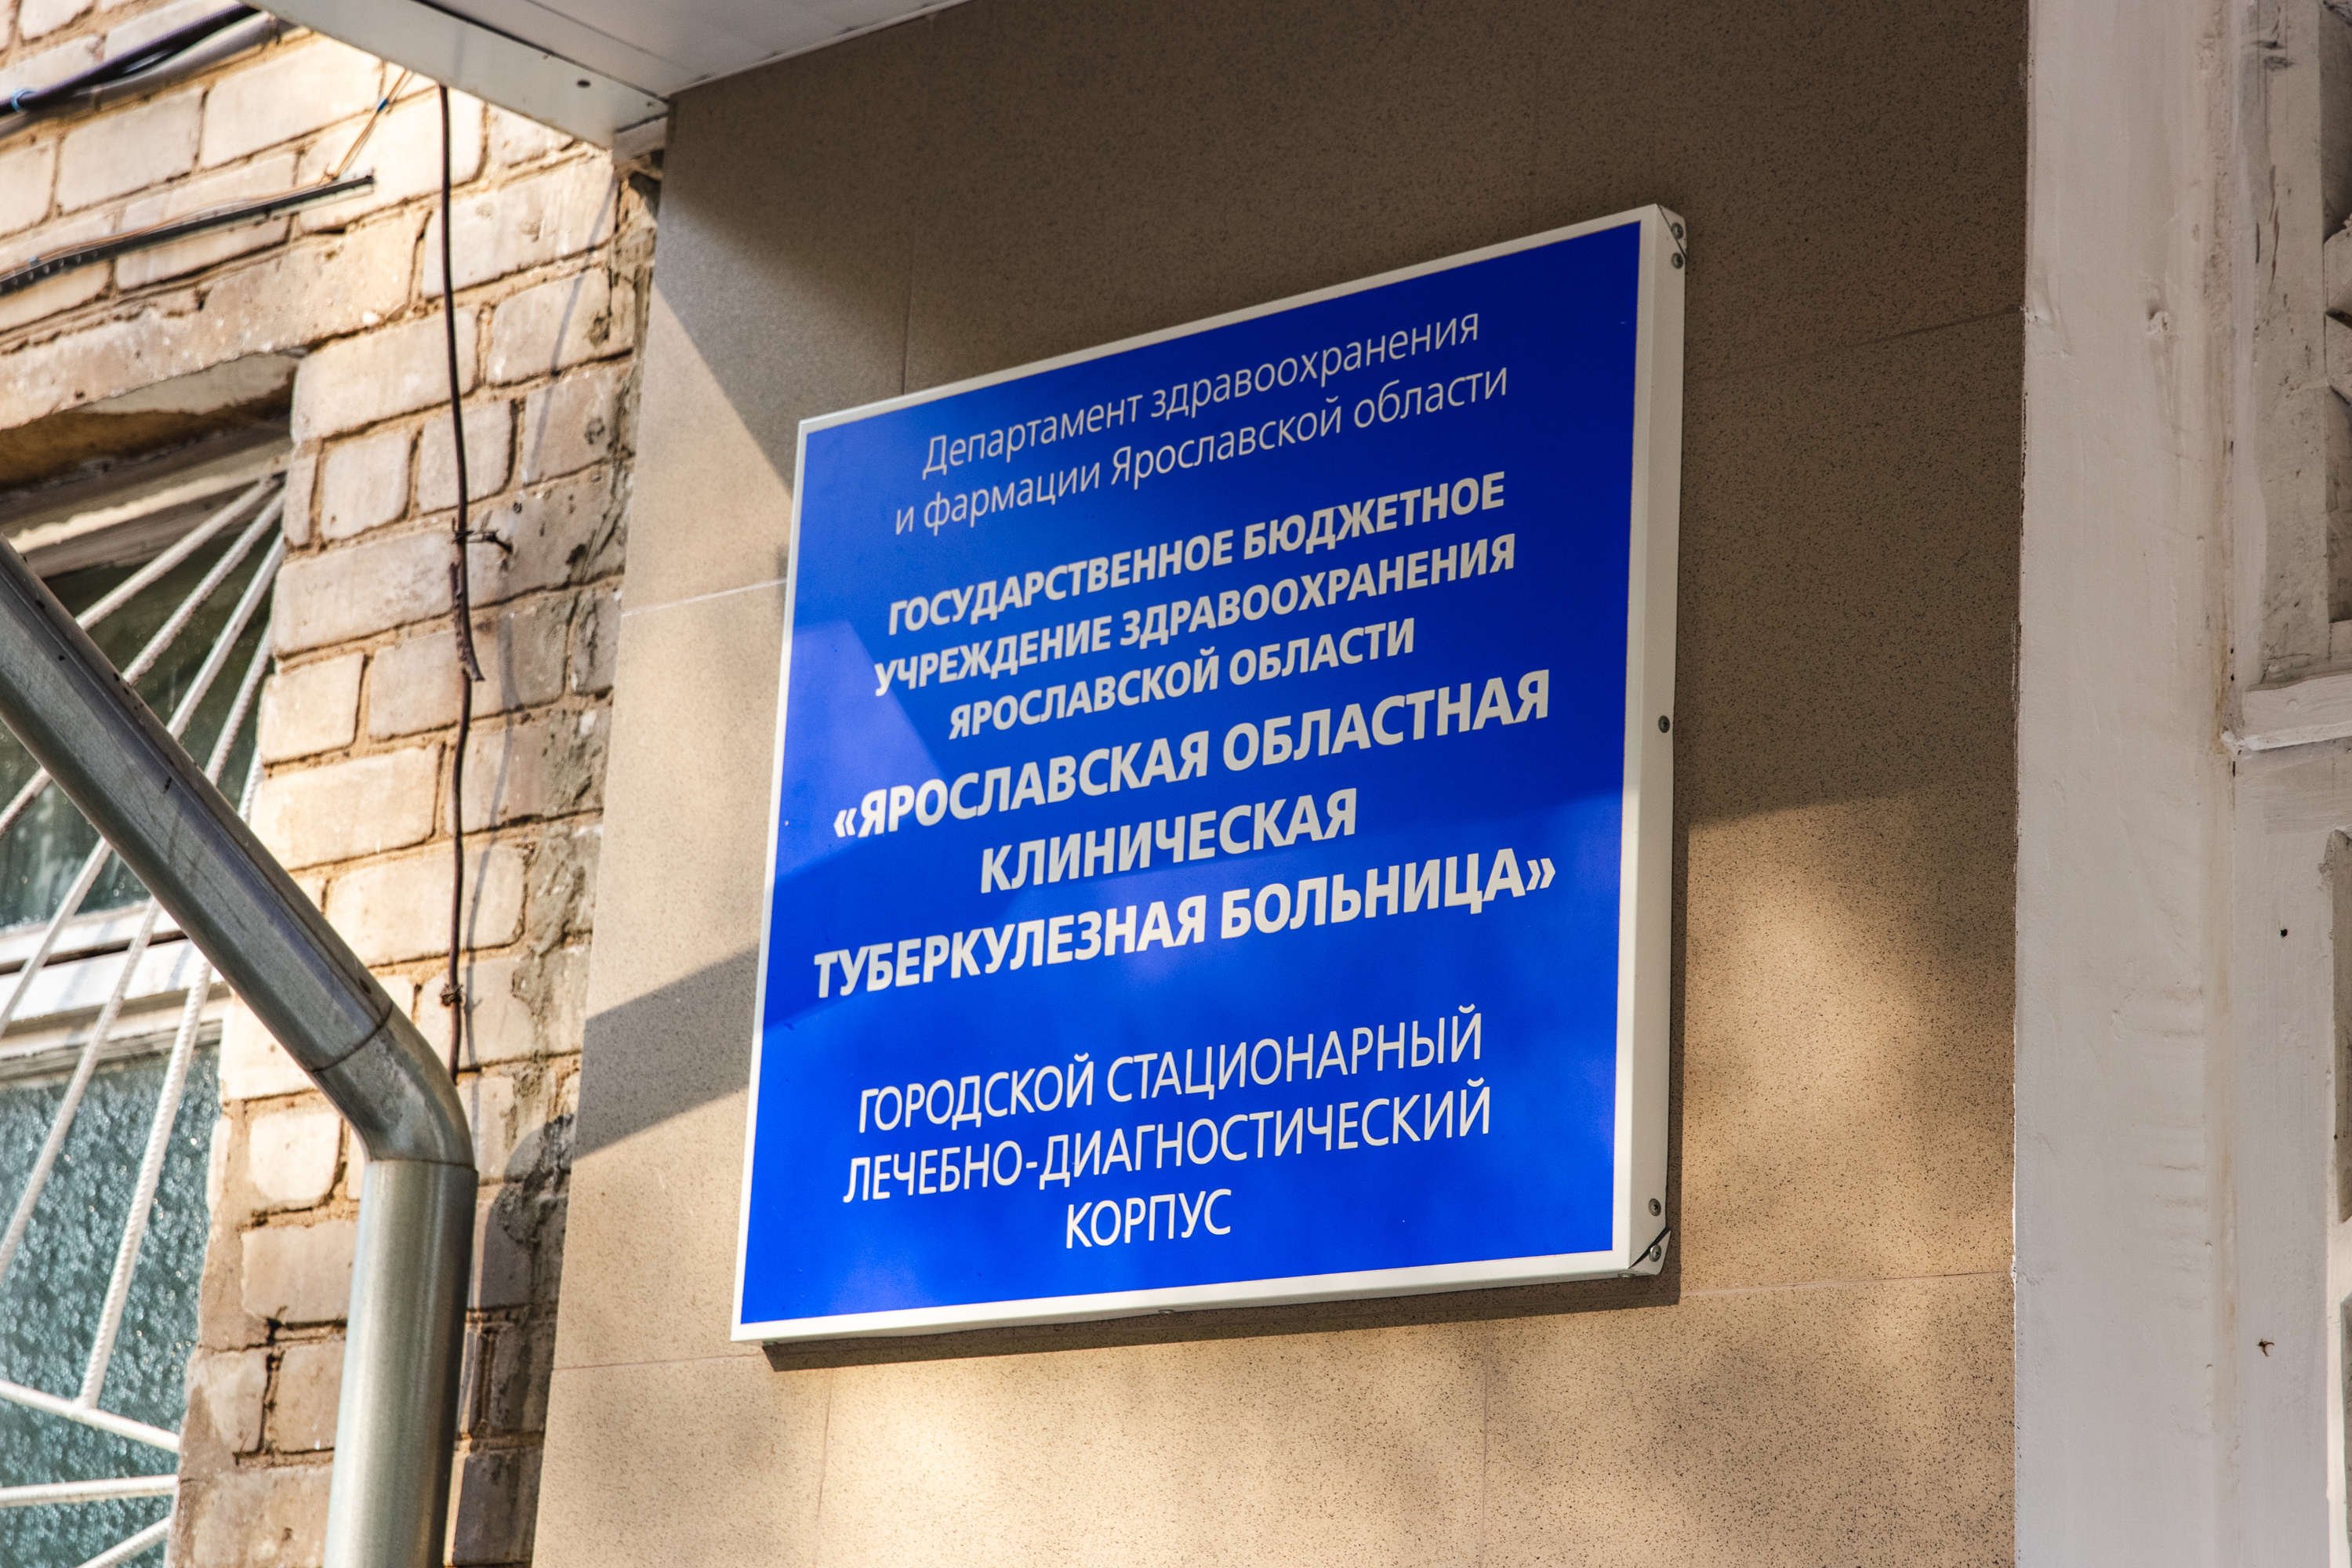 Департамент здравоохранения
и фармации Ярославской области
ГОСУДАРСТВЕННОЕ БЮДЖЕТНОЕ
УЧРЕЖДЕНИЕ ЗДРАВООХРАНЕНИЯ
ЯРОСЛАВСКОЙ ОБЛАСТИ
«ЯРОСЛАВСКАЯ ОБЛАСТНАЯ
КЛИНИЧЕСКАЯ
ТУБЕРКУЛЕЗНАЯ БОЛЬНИЦА»
ГОРОДСКОЙ СТАЦИОНАРНЫЙ
ЛЕЧЕБНО-ДИАГНОСТИЧЕСКИЙ
КОРПУС